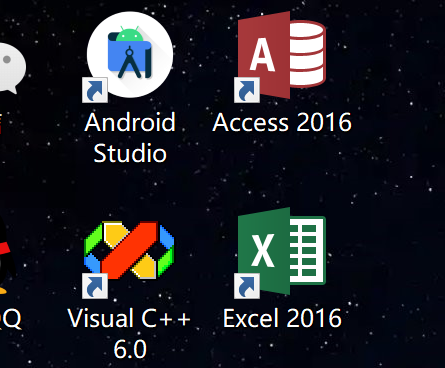 Android
Studio
Access 2016
Q
Visual C++
6.0
Excel 2016